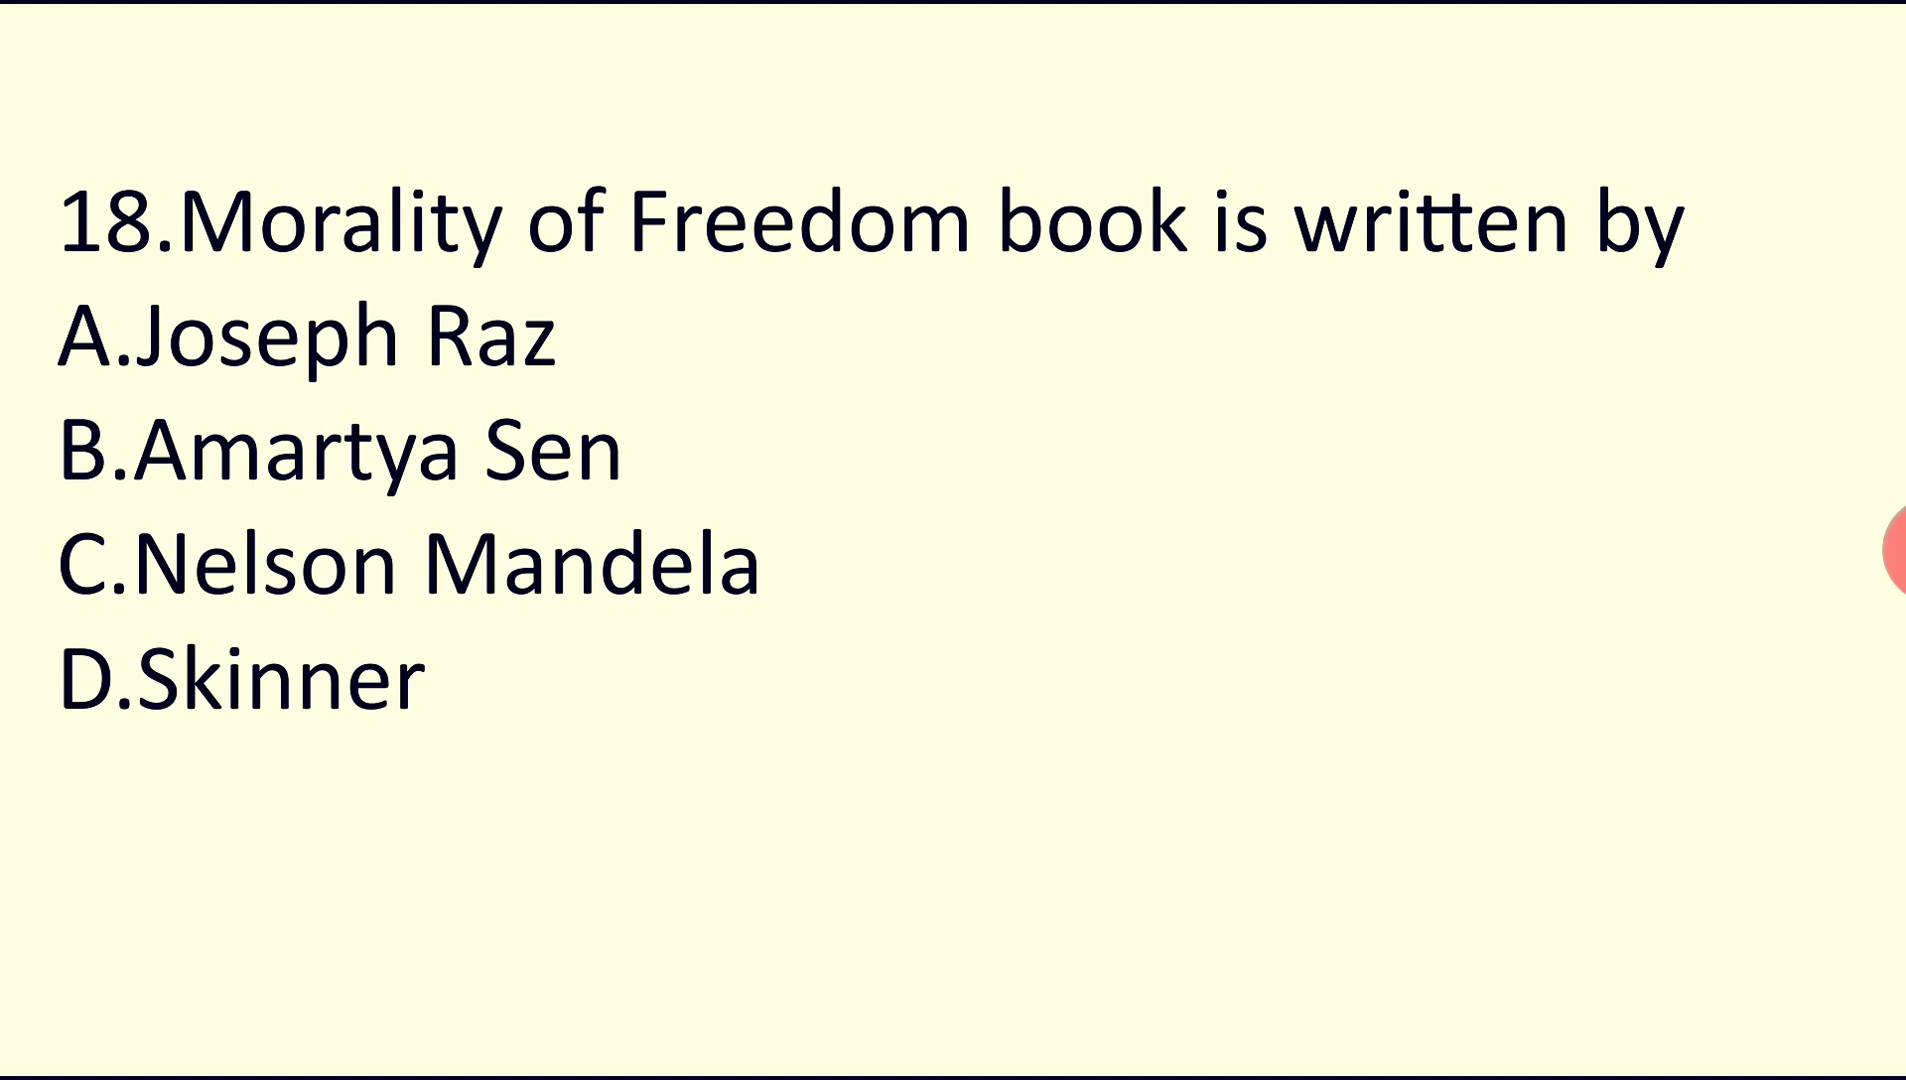 18.Morality of Freedom book is written by
A.Joseph Raz
B.Amartya Sen
C.Nelson Mandela
D.Skinner